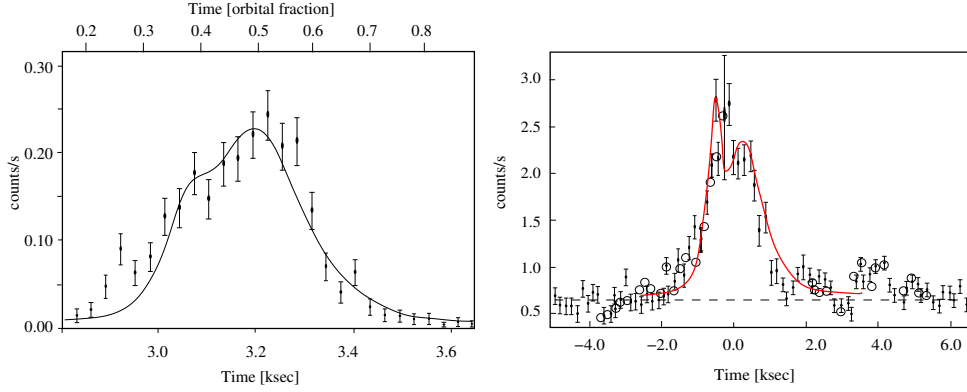 Time [orbital fraction]
0.2 0.3 0.4 0.5 0.6 0.7 0.8
0.30
0.20
0.10
0.00
counts/s
3.0 3.2 3.4 3.6
Time [ksec]
3.0
2.5
2.0
1.5
1.0
0.5
counts/s
−4.0 −2.0 0.0 2.0 4.0 6.0
Time [ksec]